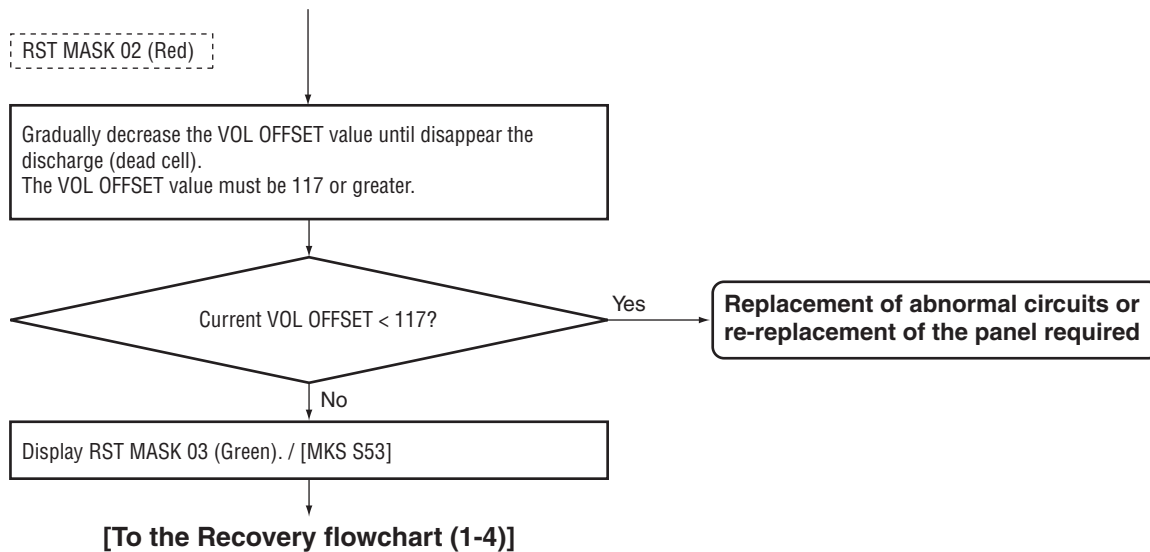 RST MASK 02 (Red)
Gradually decrease the VOL OFFSET value until disappear the
discharge (dead cell).
The VOL OFFSET value must be 117 or greater.
Current VOL OFFSET < 117?
Yes
Replacement of abnormal circuits or
re-replacement of the panel required
No
Display RST MASK 03 (Green). / [MKS S53]
[To the Recovery flowchart (1-4)]